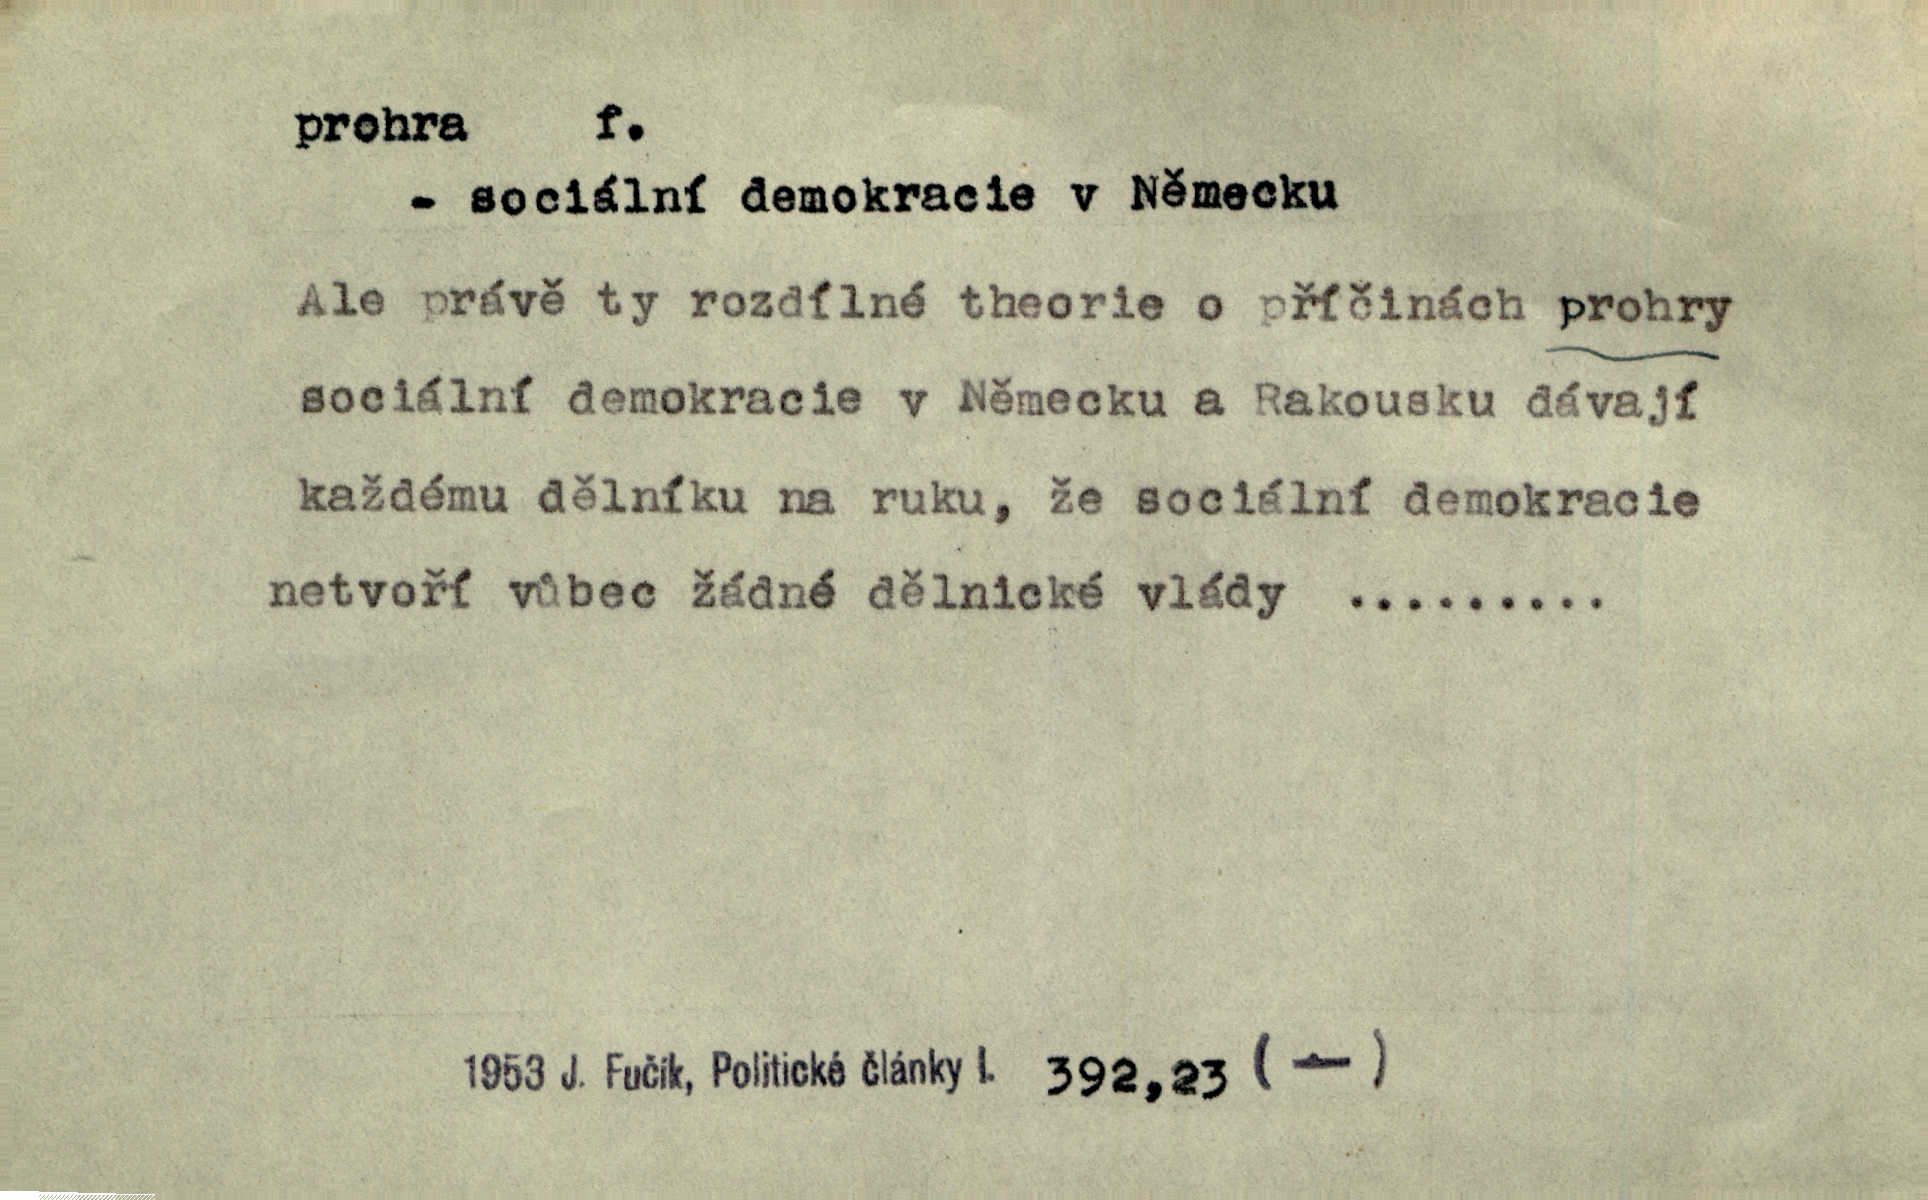 prohra f.
- sociální demokracie v Německu
Ale právě ty rozdílné theorie o příčinách prohry
sociální demokracie v Německu a Rakousku dávají
každému dělníku na ruku, že sociální demokracie
netvoří vůbec žádné dělnické vlády .........
1953 J. Fučík, Politické články I. 392,23 ( — )